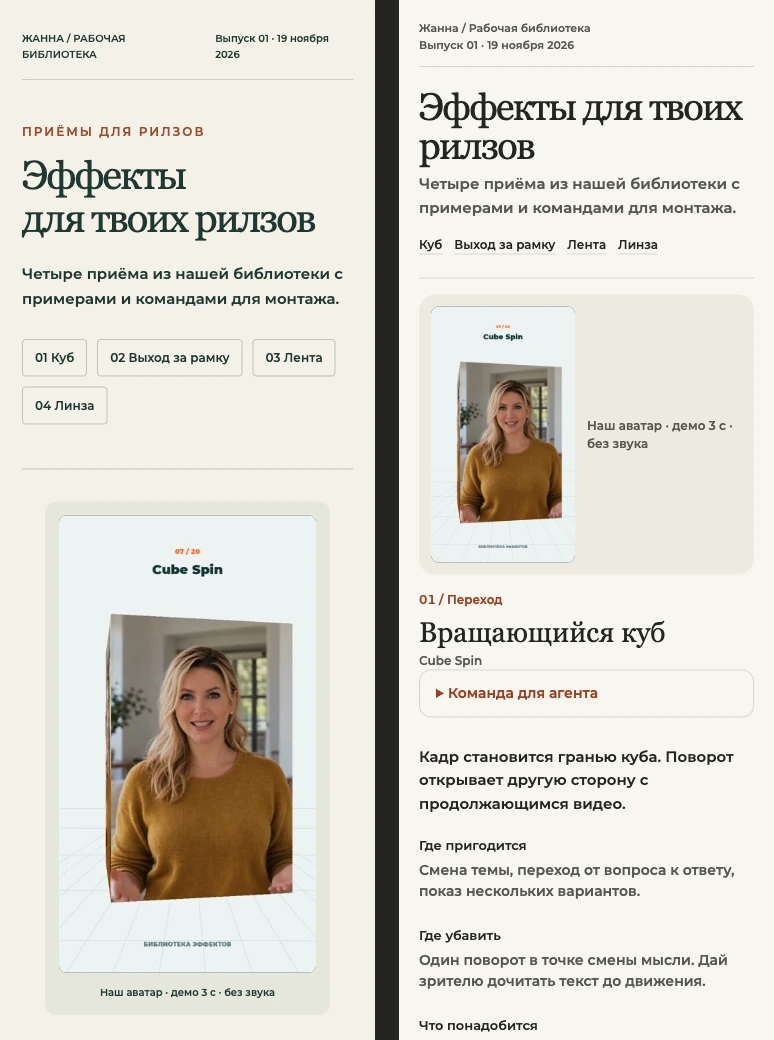 ЖАННА / РАБОЧАЯ
БИБЛИОТЕКА
Выпуск 01 · 19 ноября
2026
ПРИЁМЫ ДЛЯ РИЛЗОВ
Эффекты
для твоих рилзов
Четыре приёма из нашей библиотеки с
примерами и командами для монтажа.
01 Куб
02 Выход за рамку
03 Лента
04 Линза
07 / 20
Cube Spin
БИБЛИОТЕКА ЭФФЕКТОВ
Наш аватар · демо 3 с · без звука
Жанна / Рабочая библиотека
Выпуск 01 · 19 ноября 2026
Эффекты для твоих
рилзов
Четыре приёма из нашей библиотеки с
примерами и командами для монтажа.
Куб Выход за рамку Лента Линза
07 / 20
Cube Spin
БИБЛИОТЕКА ЭФФЕКТОВ
Наш аватар · демо 3 с ·
без звука
01 / Переход
Вращающийся куб
Cube Spin
Команда для агента
Кадр становится гранью куба. Поворот
открывает другую сторону с
продолжающимся видео.
Где пригодится
Смена темы, переход от вопроса к ответу,
показ нескольких вариантов.
Где убавить
Один поворот в точке смены мысли. Дай
зрителю дочитать текст до движения.
Что понадобится